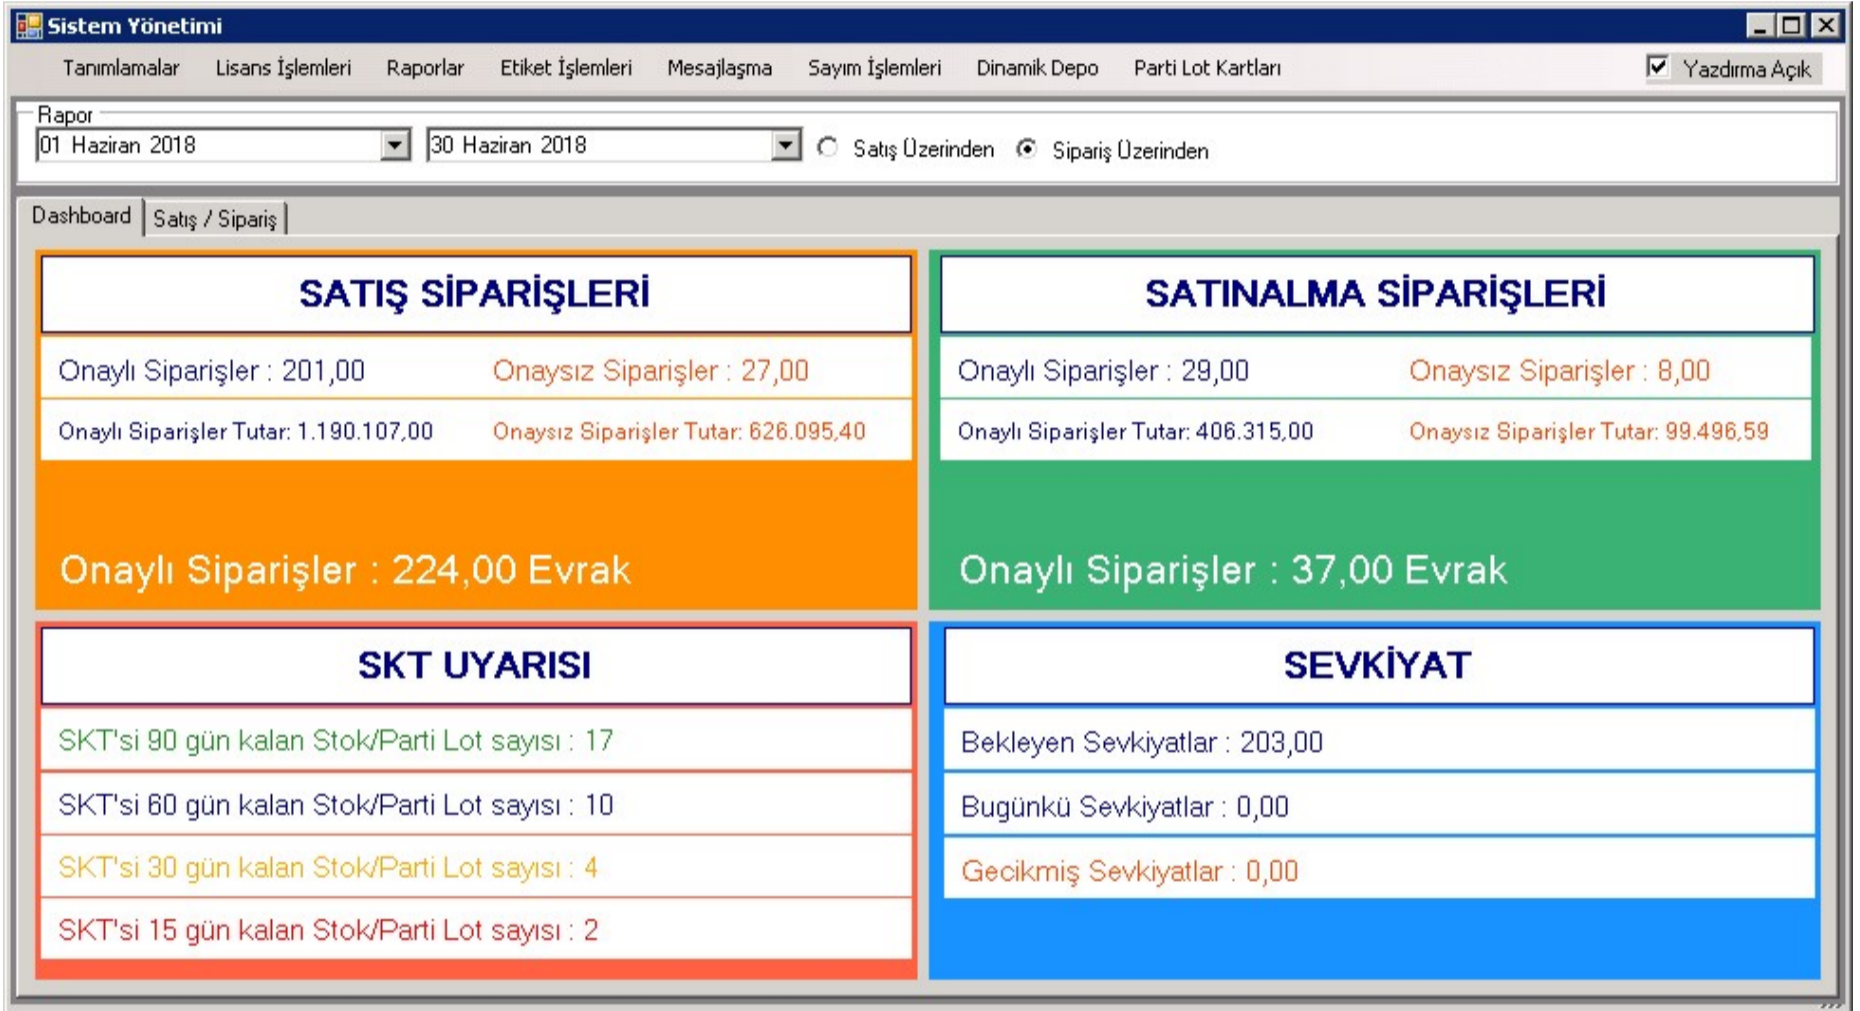 Sistem Yönetimi
Tanımlamalar Lisans İşlemleri Raporlar Etiket İşlemleri Mesajlaşma Sayım İşlemleri Dinamik Depo Parti Lot Kartları Yazdırma Açık
Rapor
01 Haziran 2018 30 Haziran 2018 Satış Üzerinden Sipariş Üzerinden
Dashboard Satış / Sipariş
SATIŞ SİPARİŞLERİ
Onaylı Siparişler : 201,00 Onaysız Siparişler : 27,00
Onaylı Siparişler Tutar: 1.190.107,00 Onaysız Siparişler Tutar: 626.095,40
Onaylı Siparişler : 224,00 Evrak
SATINALMA SİPARİŞLERİ
Onaylı Siparişler : 29,00 Onaysız Siparişler : 8,00
Onaylı Siparişler Tutar: 406.315,00 Onaysız Siparişler Tutar: 99.496,59
Onaylı Siparişler : 37,00 Evrak
SKT UYARISI
SKT'si 90 gün kalan Stok/Parti Lot sayısı : 17
SKT'si 60 gün kalan Stok/Parti Lot sayısı : 10
SKT'si 30 gün kalan Stok/Parti Lot sayısı : 4
SKT'si 15 gün kalan Stok/Parti Lot sayısı : 2
SEVKİYAT
Bekleyen Sevkiyatlar : 203,00
Bugünkü Sevkiyatlar : 0,00
Gecikmiş Sevkiyatlar : 0,00